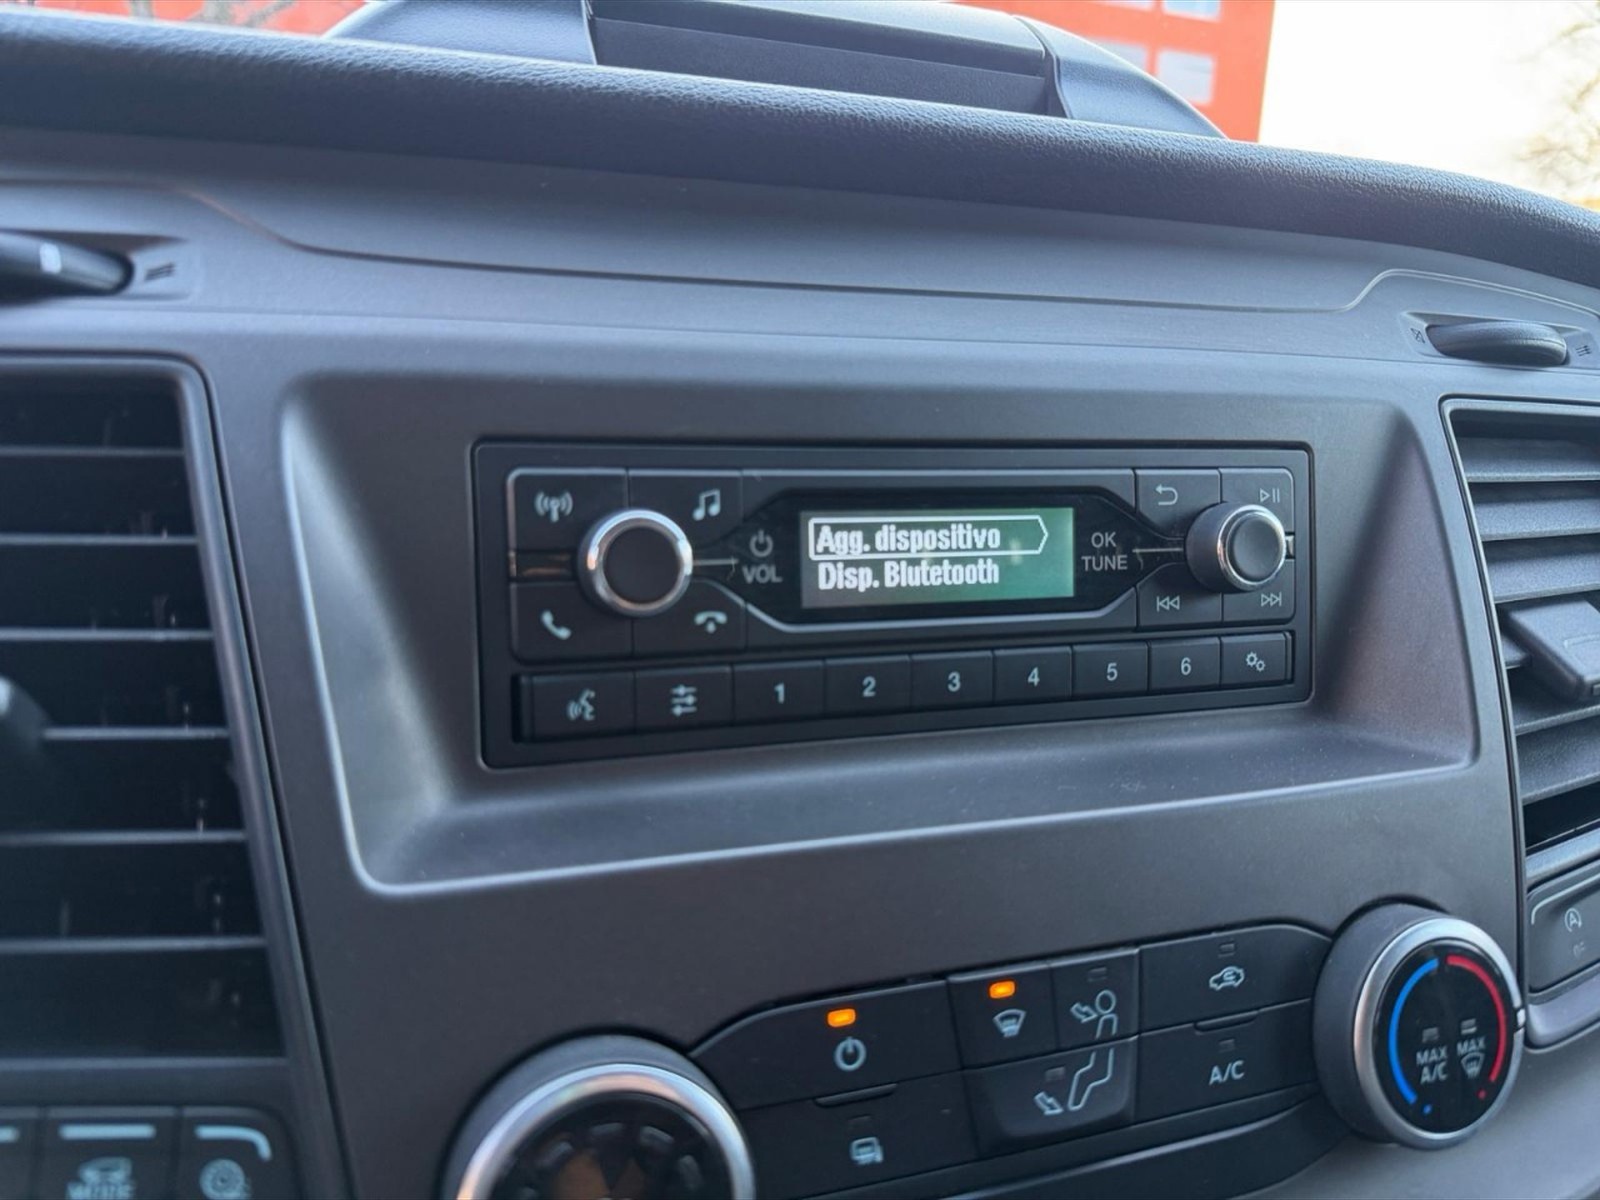 Agg. dispositivo
Disp. Blutetooth
VOL
OK
TUNE
1 2 3 4 5 6
A/C
MAX
A/C
MAX